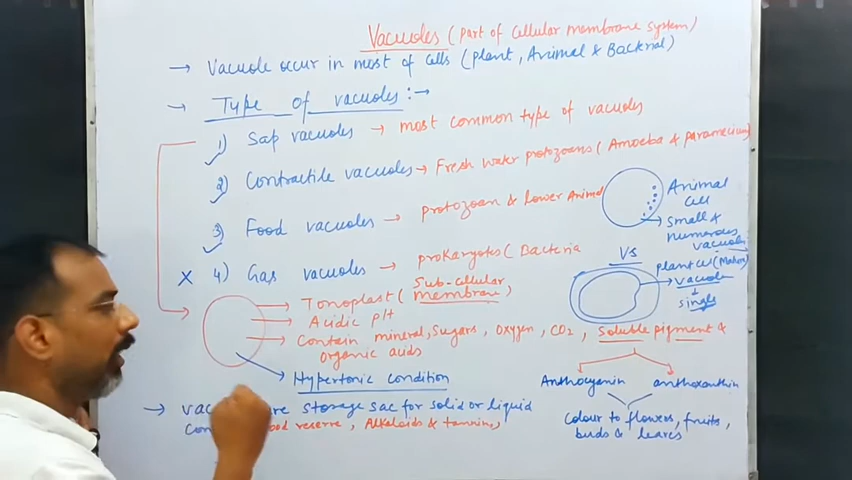 Vacuoles (Part of cellular membrane system)
→ Vacuole occur in most of cells (plant, Animal & Backrial)
→ Type of vacuoles :→
1) Sap vacuoles → most common type of vacuoles
2) Contractile vacuoles → Fresh water protozoans (Amoeba & paramecium)
3) Food vacuoles → protozoan & lower Animal
X 4) Gas vacuoles → prokaryotes (Bacteria
→ Tonoplast (Sub-cellular
membrane)
→ Acidic pH
→ Contain mineral, Sugars, oxygen, CO2, Soluble pigment &
organic acids
→ Hypertonic condition
Anthocyanin anthoxanthin
Colour to flowers, fruits,
buds & leaves
→ are storage sac for solid or liquid
reserve, Alkaloids & tannins)
Animal
cell
→ small &
numerous
vacuoles
VS
plant cell
→ vacuole
↓
single